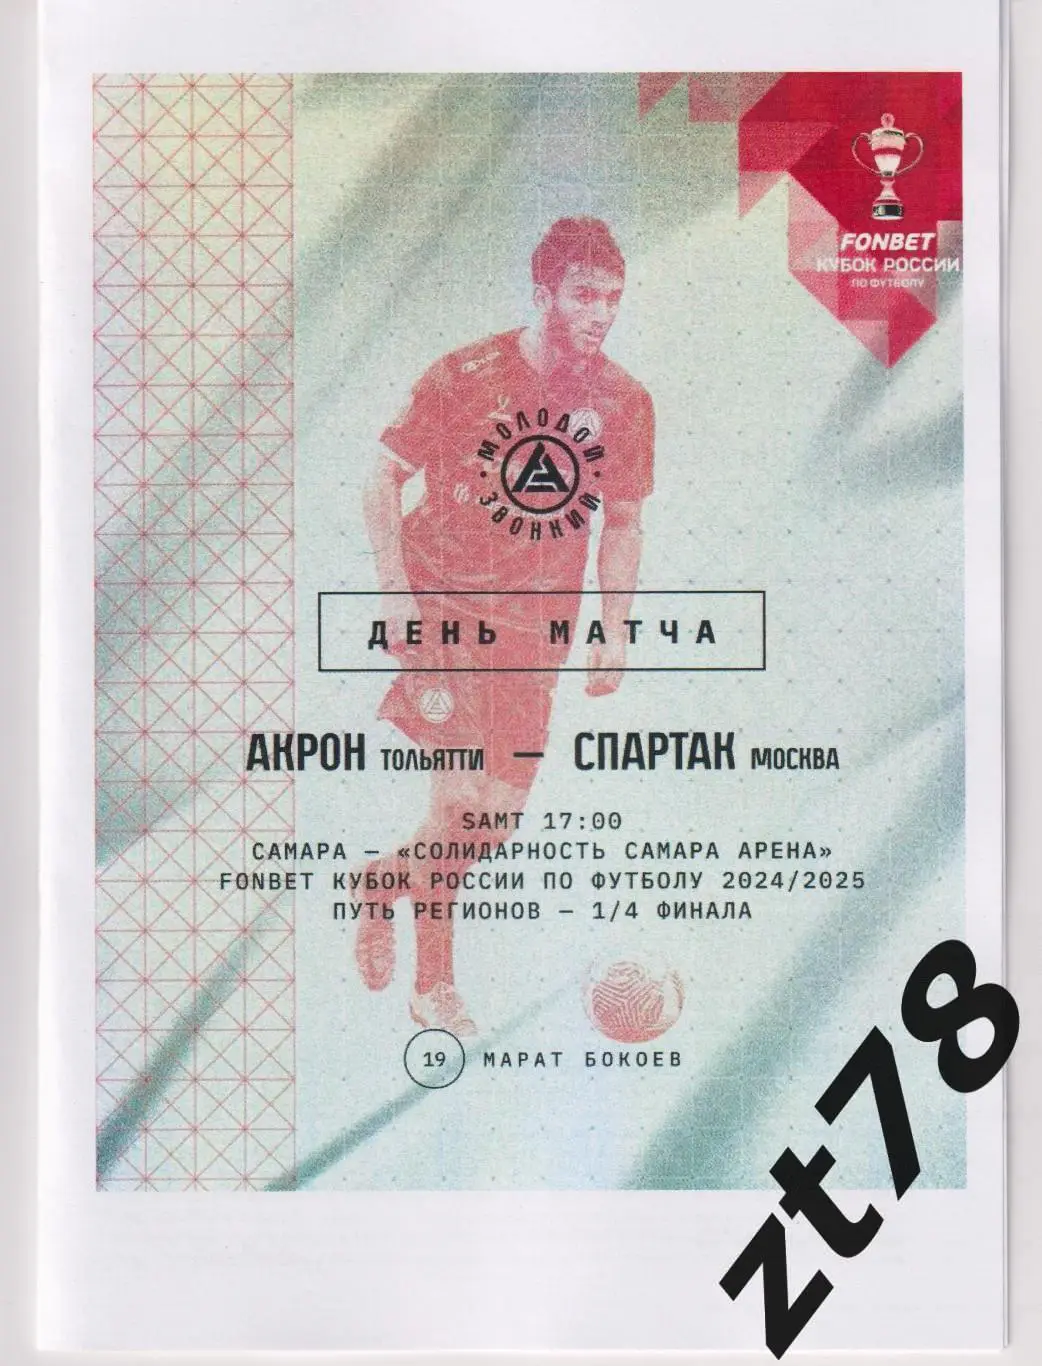 FONBET
КУБОК РОССИИ
ПО ФУТБОЛУ
МОЛОДОЙ
ЗВОНКИЙ
ДЕНЬ МАТЧА
АКРОН ТОЛЬЯТТИ — СПАРТАК МОСКВА
SAMT 17:00
САМАРА — «СОЛИДАРНОСТЬ САМАРА АРЕНА»
FONBET КУБОК РОССИИ ПО ФУТБОЛУ 2024/2025
ПУТЬ РЕГИОНОВ — 1/4 ФИНАЛА
19 МАРАТ БОКОЕВ
zt78